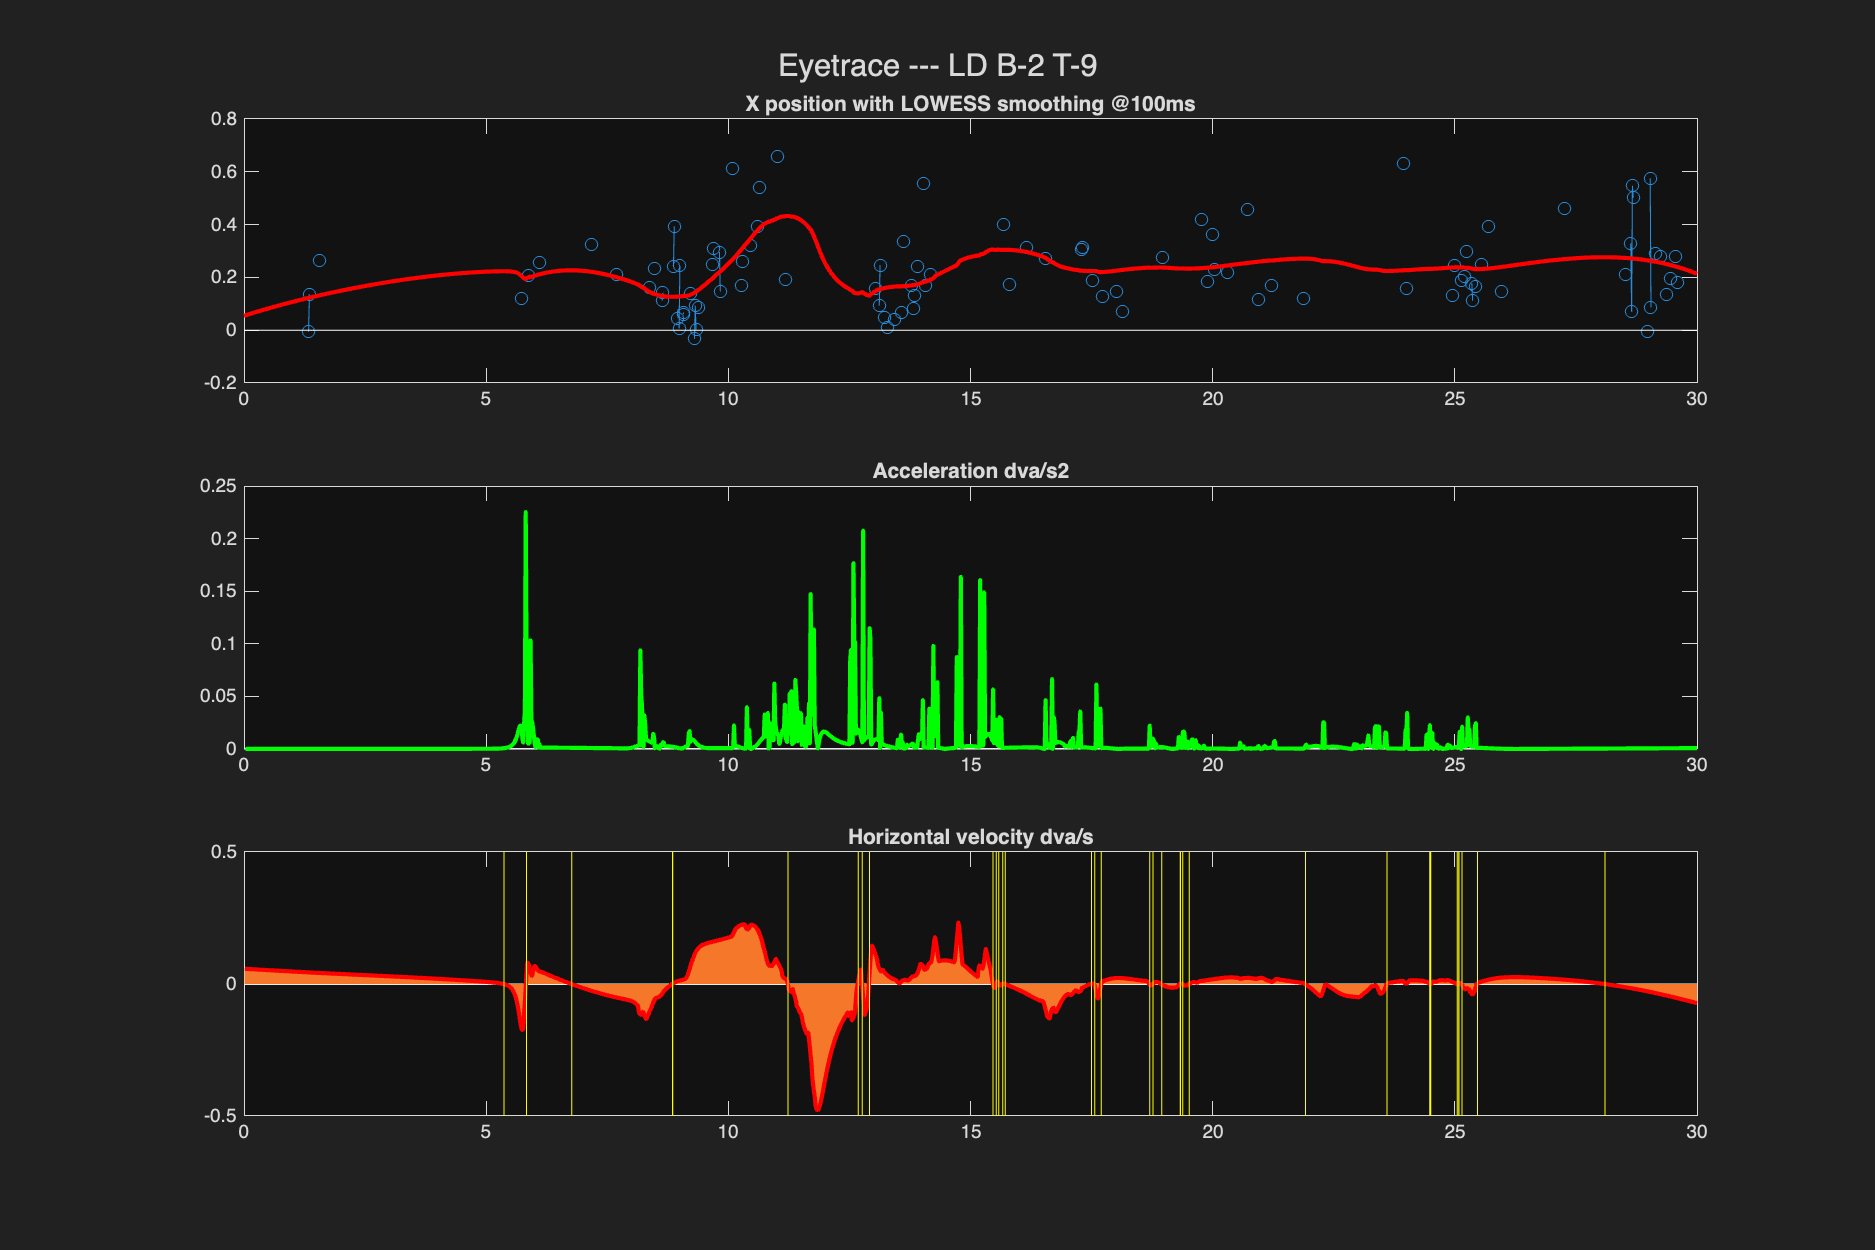 Eyetrace --- LD B-2 T-9
X position with LOWESS smoothing @100ms
0.8
0.6
0.4
0.2
0
-0.2
0 5 10 15 20 25 30
Acceleration dva/s2
0.25
0.2
0.15
0.1
0.05
0
0 5 10 15 20 25 30
Horizontal velocity dva/s
0.5
0
-0.5
0 5 10 15 20 25 30